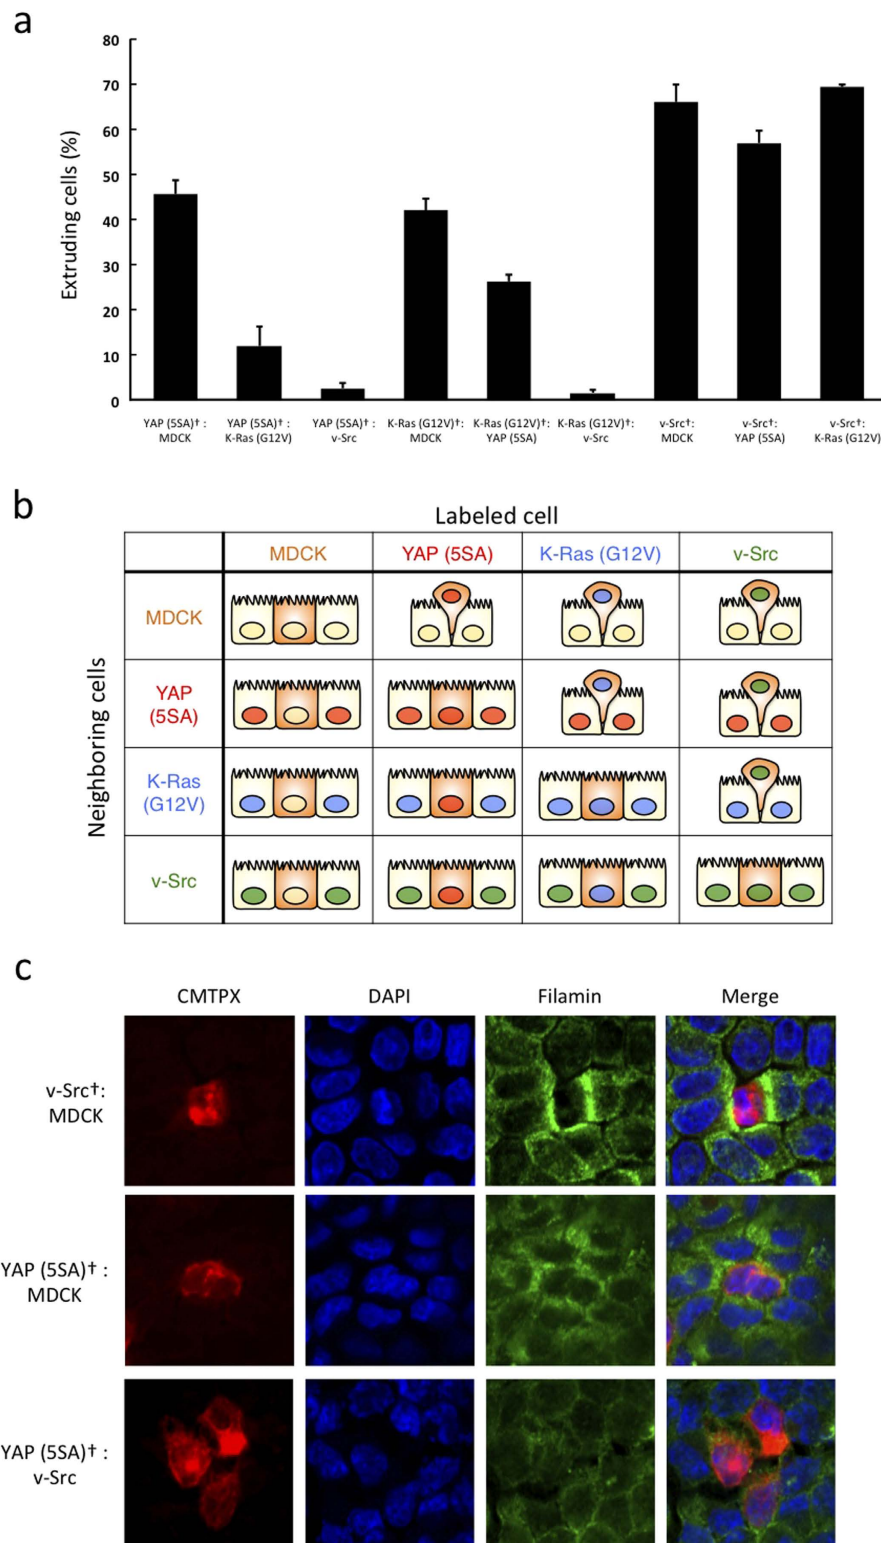 a
80
70
60
50
40
30
20
10
0
Extruding cells (%)
YAP (5SA)† :
MDCK
YAP (5SA)† :
K-Ras (G12V)
YAP (5SA)† :
v-Src
K-Ras (G12V)†:
MDCK
K-Ras (G12V)†:
YAP (5SA)
K-Ras (G12V)†:
v-Src
v-Src†:
MDCK
v-Src†:
YAP (5SA)
v-Src†:
K-Ras (G12V)
b
Labeled cell
MDCK
YAP (5SA)
K-Ras (G12V)
v-Src
Neighboring cells
MDCK
YAP
(5SA)
K-Ras
(G12V)
v-Src
c
CMTPX
DAPI
Filamin
Merge
v-Src†:
MDCK
YAP (5SA)† :
MDCK
YAP (5SA)† :
v-Src